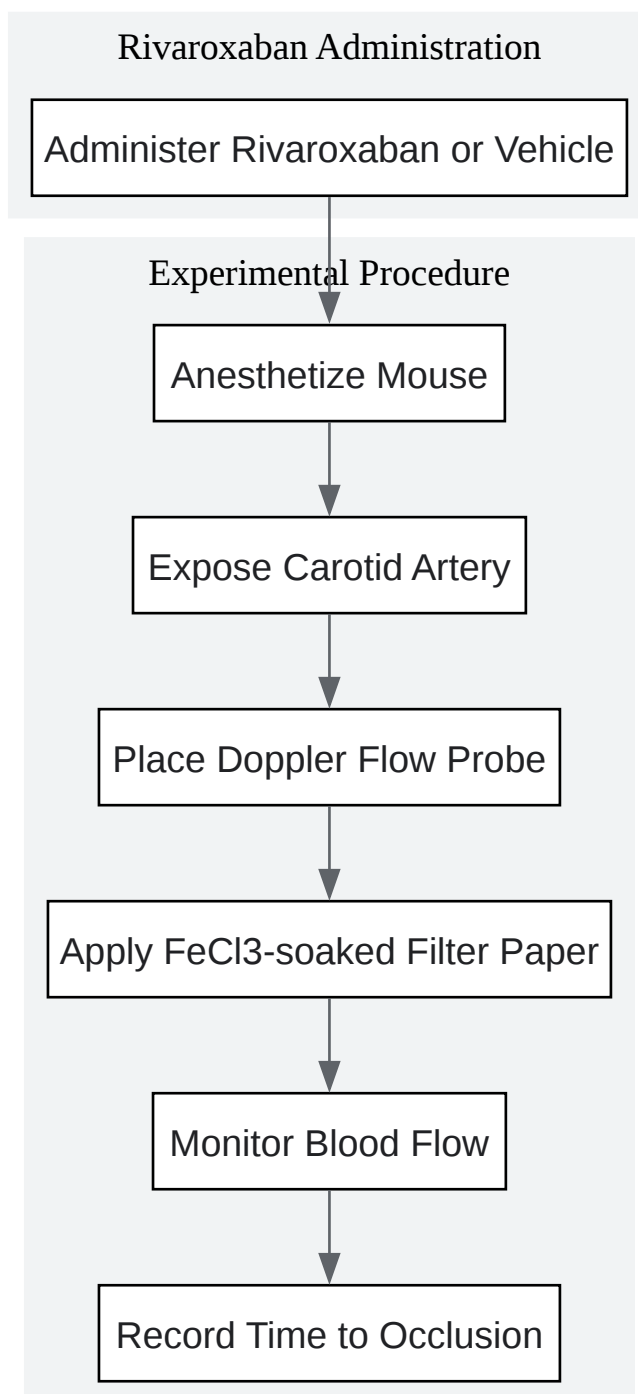 Rivaroxaban Administration
Administer Rivaroxaban or Vehicle
Experimental Procedure
Anesthetize Mouse
Expose Carotid Artery
Place Doppler Flow Probe
Apply FeCl3-soaked Filter Paper
Monitor Blood Flow
Record Time to Occlusion